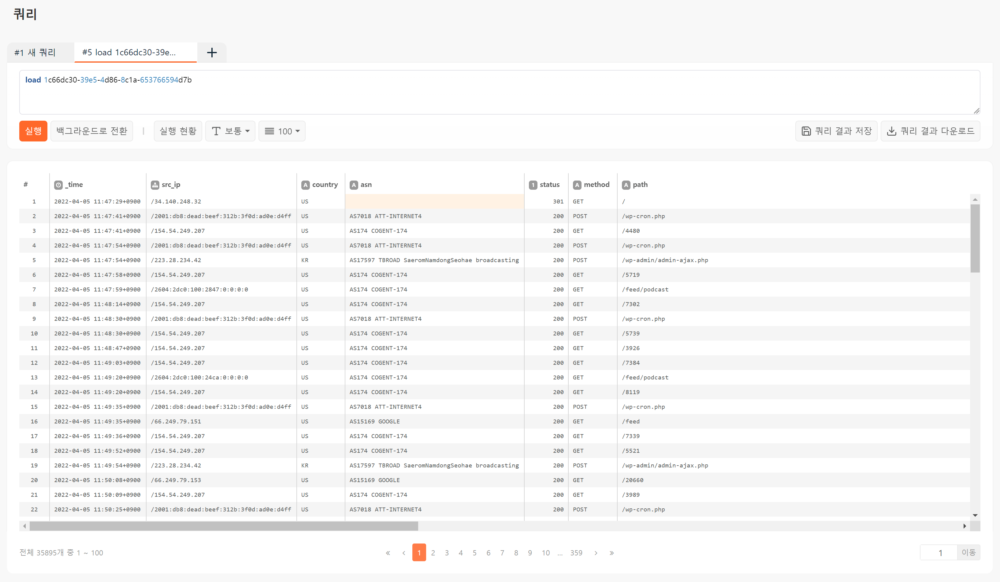 쿼리
#1 새 쿼리 #5 load 1c66dc30-39e... +
load 1c66dc30-39e5-4d86-8c1a-653766594d7b
실행 백그라운드로 전환 | 실행 현황 보통 100 쿼리 결과 저장 쿼리 결과 다운로드
# _time src_ip A country A asn 1 status A method A path
1 2022-04-05 11:47:29+0900 /34.140.248.32 US 301 GET /
2 2022-04-05 11:47:41+0900 /2001:db8:dead:beef:312b:3f0d:ad0e:d4ff US AS7018 ATT-INTERNET4 200 POST /wp-cron.php
3 2022-04-05 11:47:41+0900 /154.54.249.207 US AS174 COGENT-174 200 GET /4480
4 2022-04-05 11:47:54+0900 /2001:db8:dead:beef:312b:3f0d:ad0e:d4ff US AS7018 ATT-INTERNET4 200 POST /wp-cron.php
5 2022-04-05 11:47:54+0900 /223.28.234.42 KR AS17597 TBROAD SaeromNamdongSeohae broadcasting 200 POST /wp-admin/admin-ajax.php
6 2022-04-05 11:47:58+0900 /154.54.249.207 US AS174 COGENT-174 200 GET /5719
7 2022-04-05 11:47:59+0900 /2604:2dc0:100:2847:0:0:0:0 US AS174 COGENT-174 200 GET /feed/podcast
8 2022-04-05 11:48:14+0900 /154.54.249.207 US AS174 COGENT-174 200 GET /7302
9 2022-04-05 11:48:30+0900 /2001:db8:dead:beef:312b:3f0d:ad0e:d4ff US AS7018 ATT-INTERNET4 200 POST /wp-cron.php
10 2022-04-05 11:48:30+0900 /154.54.249.207 US AS174 COGENT-174 200 GET /5739
11 2022-04-05 11:48:47+0900 /154.54.249.207 US AS174 COGENT-174 200 GET /3926
12 2022-04-05 11:49:03+0900 /154.54.249.207 US AS174 COGENT-174 200 GET /7384
13 2022-04-05 11:49:20+0900 /2604:2dc0:100:24ca:0:0:0:0 US AS174 COGENT-174 200 GET /feed/podcast
14 2022-04-05 11:49:20+0900 /154.54.249.207 US AS174 COGENT-174 200 GET /8119
15 2022-04-05 11:49:35+0900 /2001:db8:dead:beef:312b:3f0d:ad0e:d4ff US AS7018 ATT-INTERNET4 200 POST /wp-cron.php
16 2022-04-05 11:49:35+0900 /66.249.79.151 US AS15169 GOOGLE 200 GET /feed
17 2022-04-05 11:49:36+0900 /154.54.249.207 US AS174 COGENT-174 200 GET /7339
18 2022-04-05 11:49:52+0900 /154.54.249.207 US AS174 COGENT-174 200 GET /5521
19 2022-04-05 11:49:54+0900 /223.28.234.42 KR AS17597 TBROAD SaeromNamdongSeohae broadcasting 200 POST /wp-admin/admin-ajax.php
20 2022-04-05 11:50:08+0900 /66.249.79.153 US AS15169 GOOGLE 200 GET /20660
21 2022-04-05 11:50:09+0900 /154.54.249.207 US AS174 COGENT-174 200 GET /3989
22 2022-04-05 11:50:25+0900 /2001:db8:dead:beef:312b:3f0d:ad0e:d4ff US AS7018 ATT-INTERNET4 200 POST /wp-cron.php
전체 35895개 중 1 ~ 100 « ‹ 1 2 3 4 5 6 7 8 9 10 ... 359 › » 1 이동